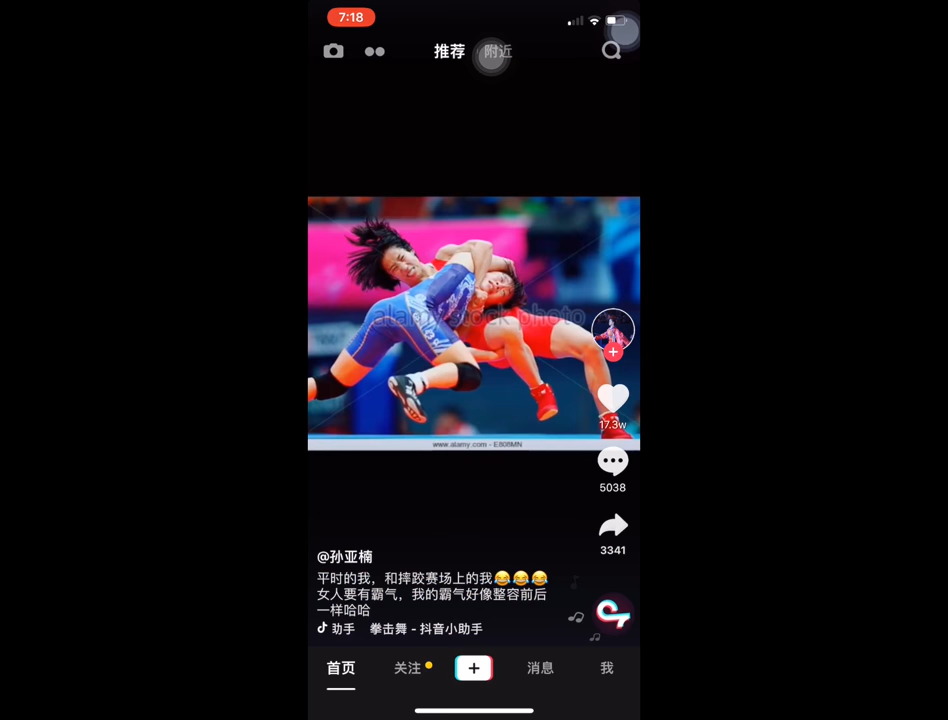 7:18
推荐
附近
alamy stock photo
www.alamy.com - E808MN
17.3w
5038
3341
@孙亚楠
平时的我，和摔跤赛场上的我😂😂😂
女人要有霸气，我的霸气好像整容前后
一样哈哈
助手 拳击舞 - 抖音小助手
首页
关注
消息
我